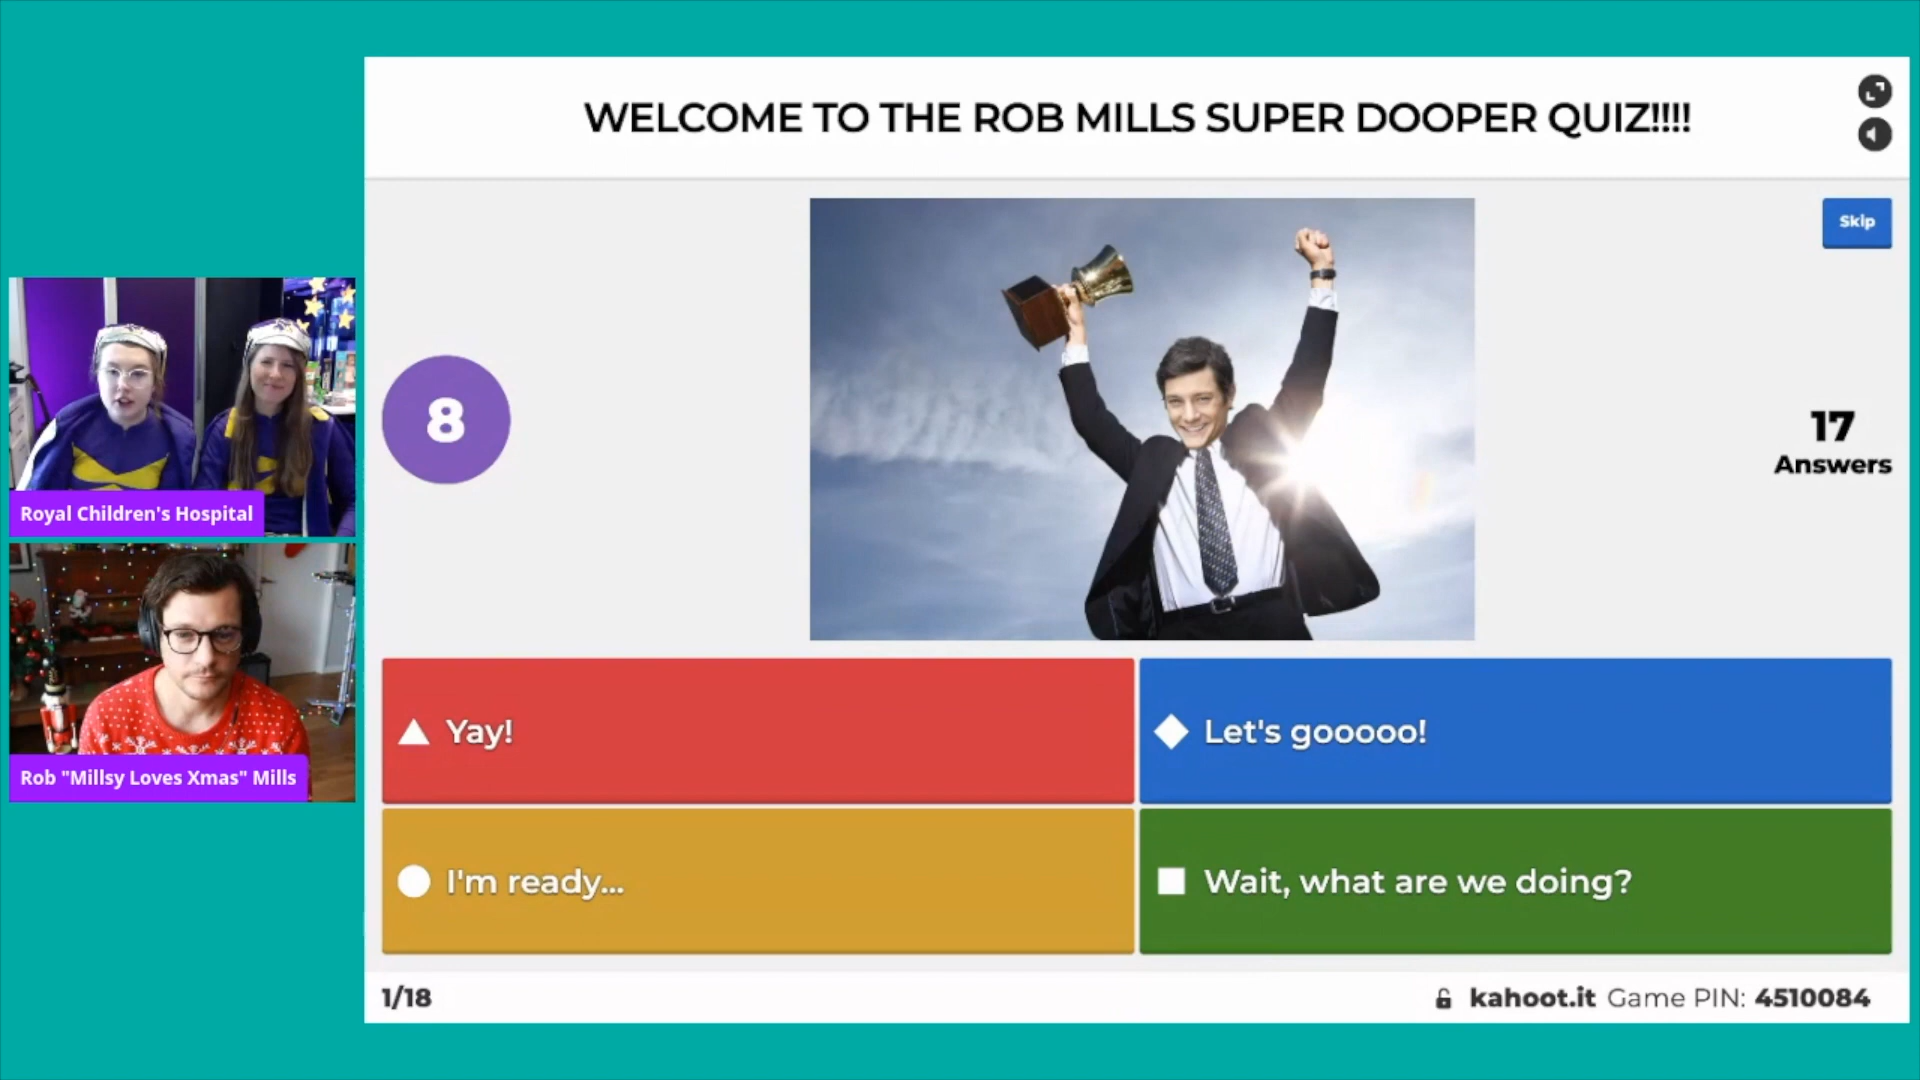 WELCOME TO THE ROB MILLS SUPER DOOPER QUIZ!!!!
Skip
8
17
Answers
Royal Children's Hospital
Rob "Millsy Loves Xmas" Mills
Yay!
Let's gooooo!
I'm ready...
Wait, what are we doing?
1/18
kahoot.it Game PIN: 4510084